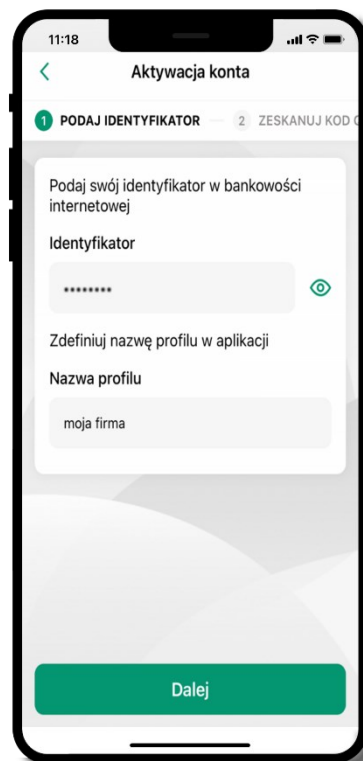 11:18
Aktywacja konta
1 PODAJ IDENTYFIKATOR 2 ZESKANUJ KOD
Podaj swój identyfikator w bankowości
internetowej
Identyfikator
••••••••
Zdefiniuj nazwę profilu w aplikacji
Nazwa profilu
moja firma
Dalej